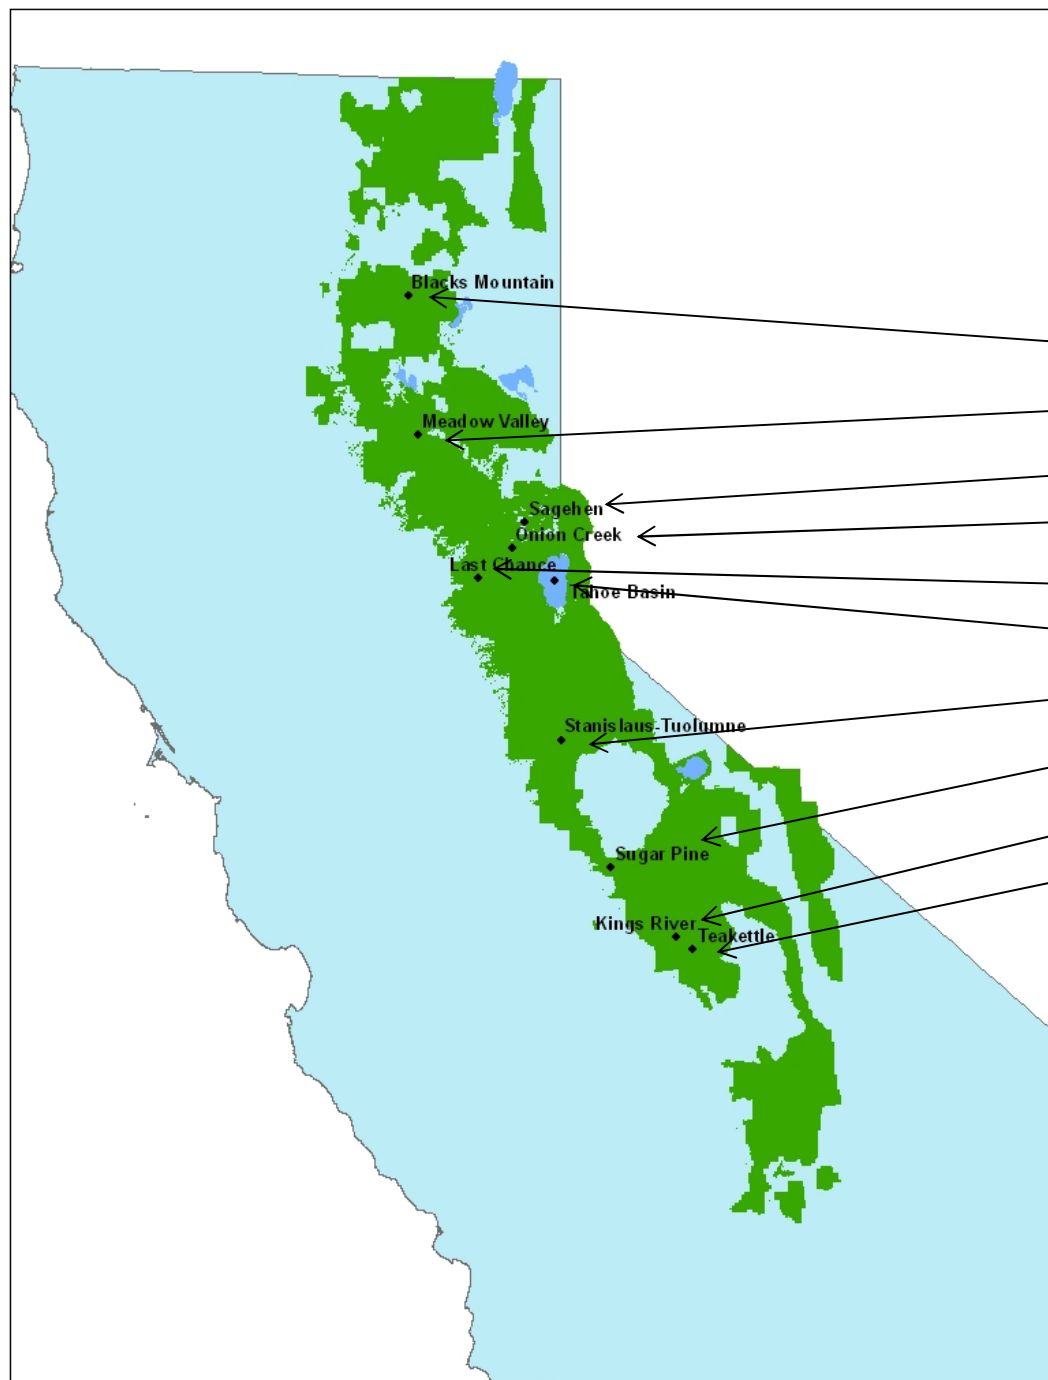 Blacks Mountain
Meadow Valley
Sagehen
Onion Creek
Last Chance
Tahoe Basin
Stanislaus-Tuolumne
Sugar Pine
Kings River
Teakettle